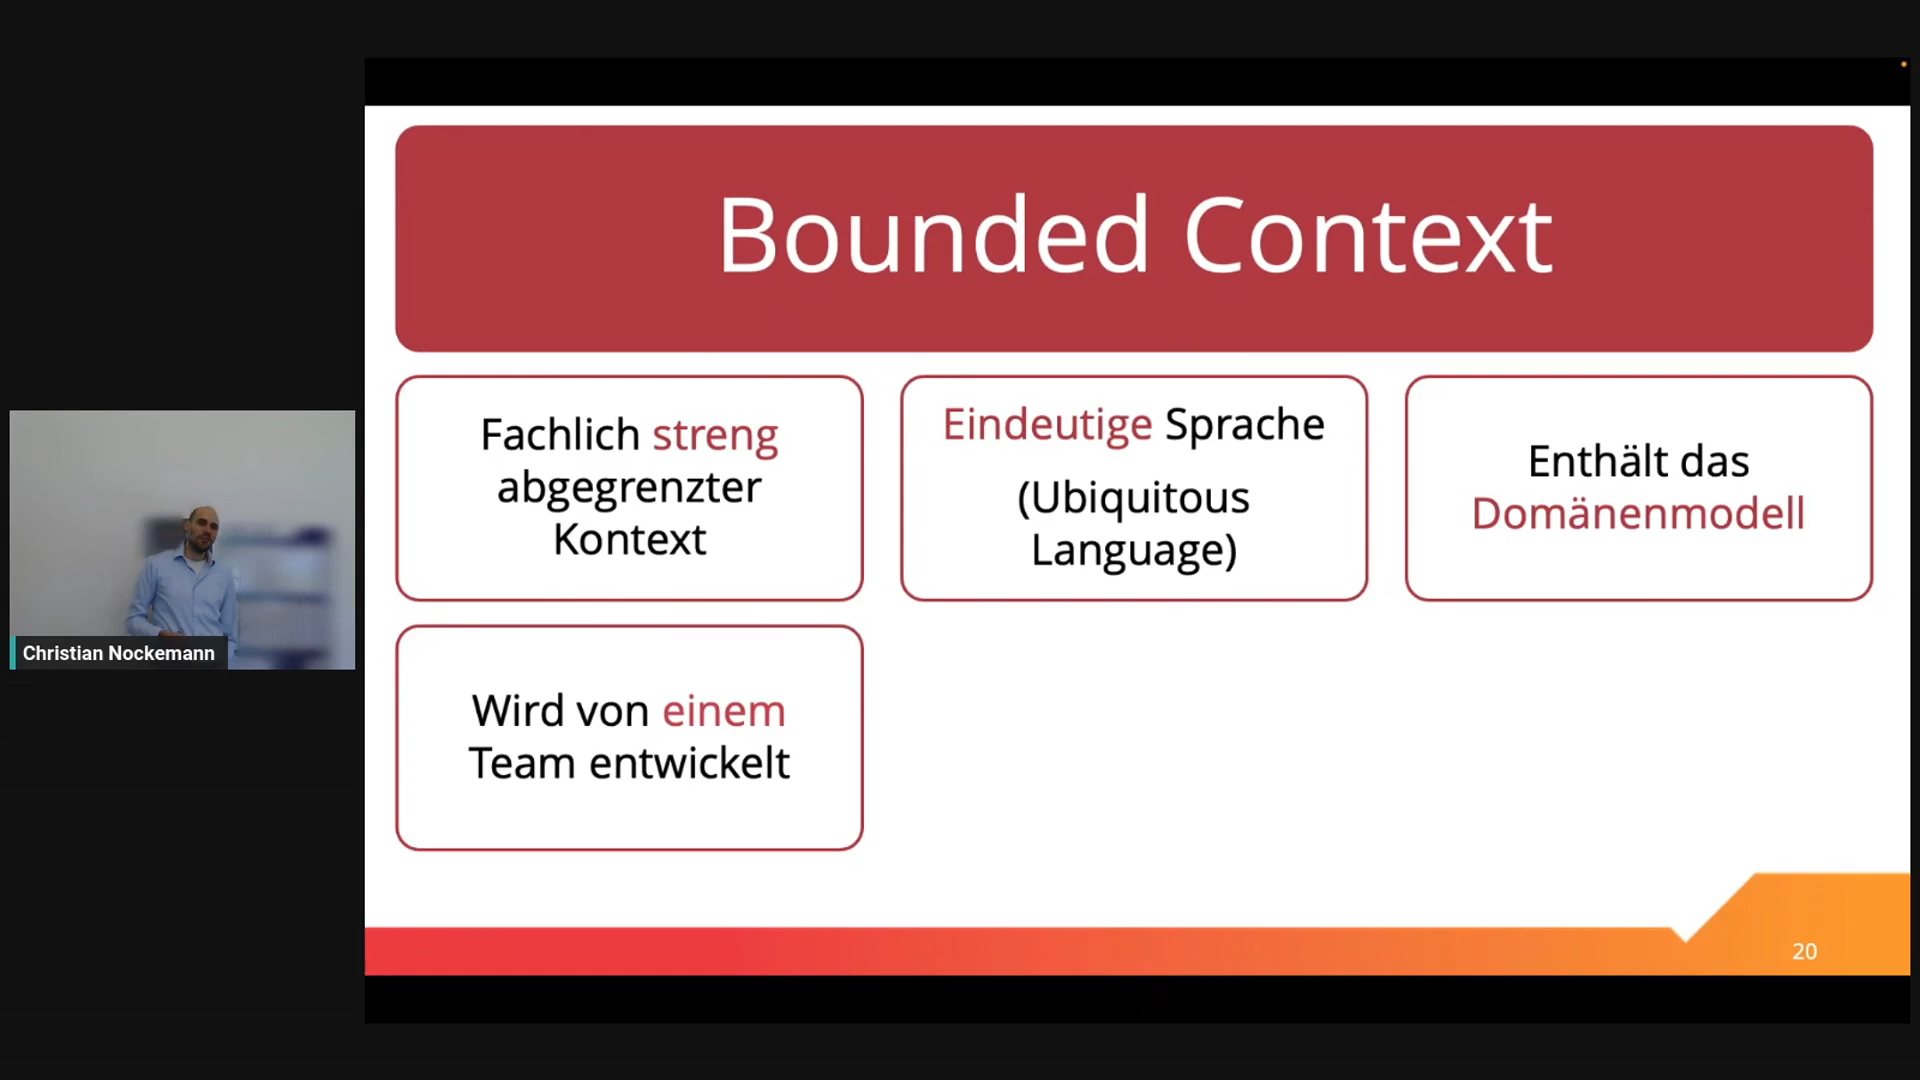 Bounded Context
Fachlich streng
abgegrenzter
Kontext
Eindeutige Sprache
(Ubiquitous
Language)
Enthält das
Domänenmodell
Wird von einem
Team entwickelt
Christian Nockemann
20